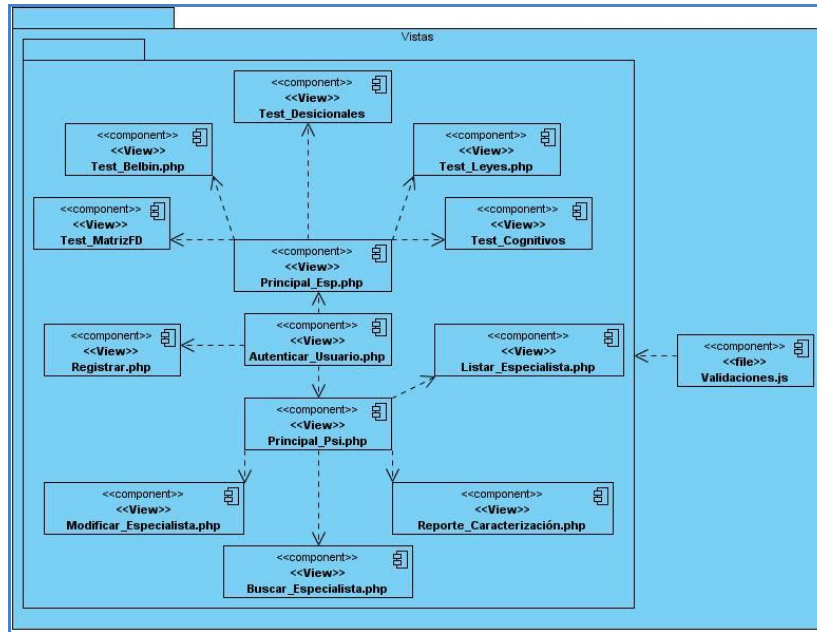 Vistas
<<component>>
<<View>>
Test_Desicionales
<<component>>
<<View>>
Test_Belbin.php
<<component>>
<<View>>
Test_Leyes.php
<<component>>
<<View>>
Test_MatrizFD
<<component>>
<<View>>
Test_Cognitivos
<<component>>
<<View>>
Principal_Esp.php
<<component>>
<<View>>
Registrar.php
<<component>>
<<View>>
Autenticar_Usuario.php
<<component>>
<<View>>
Listar_Especialista.php
<<component>>
<<file>>
Validaciones.js
<<component>>
<<View>>
Principal_Psi.php
<<component>>
<<View>>
Modificar_Especialista.php
<<component>>
<<View>>
Reporte_Caracterización.php
<<component>>
<<View>>
Buscar_Especialista.php